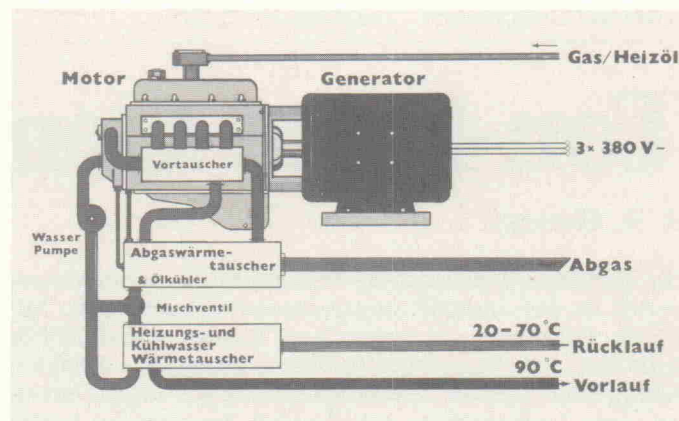 Gas/Heizöl
Motor
Generator
Vortauscher
3× 380 V-
Wasser
Pumpe
Abgaswärme-
tauscher
& Ölkühler
Abgas
Mischventil
Heizungs- und
Kühlwasser
Wärmetauscher
20-70°C
Rücklauf
90°C
Vorlauf